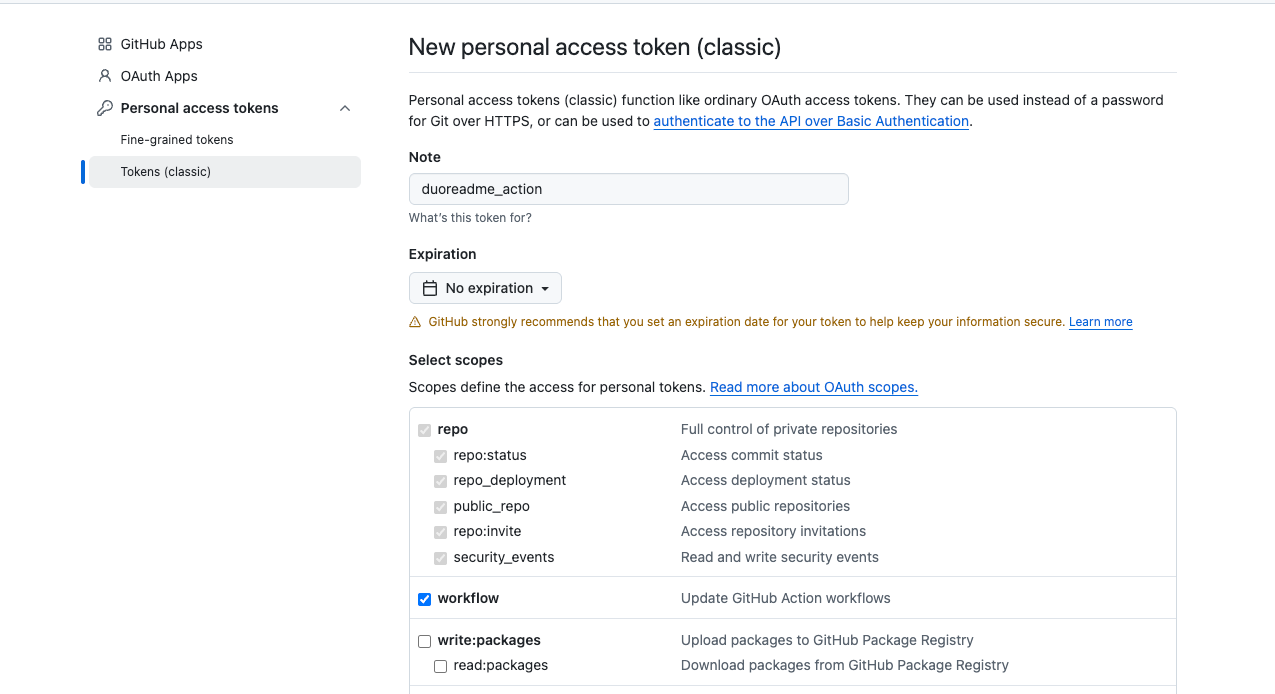 GitHub Apps
OAuth Apps
Personal access tokens
Fine-grained tokens
Tokens (classic)
New personal access token (classic)
Personal access tokens (classic) function like ordinary OAuth access tokens. They can be used instead of a password
for Git over HTTPS, or can be used to authenticate to the API over Basic Authentication.
Note
duoreadme_action
What's this token for?
Expiration
No expiration
GitHub strongly recommends that you set an expiration date for your token to help keep your information secure. Learn more
Select scopes
Scopes define the access for personal tokens. Read more about OAuth scopes.
repo Full control of private repositories
repo:status Access commit status
repo_deployment Access deployment status
public_repo Access public repositories
repo:invite Access repository invitations
security_events Read and write security events
workflow Update GitHub Action workflows
write:packages Upload packages to GitHub Package Registry
read:packages Download packages from GitHub Package Registry